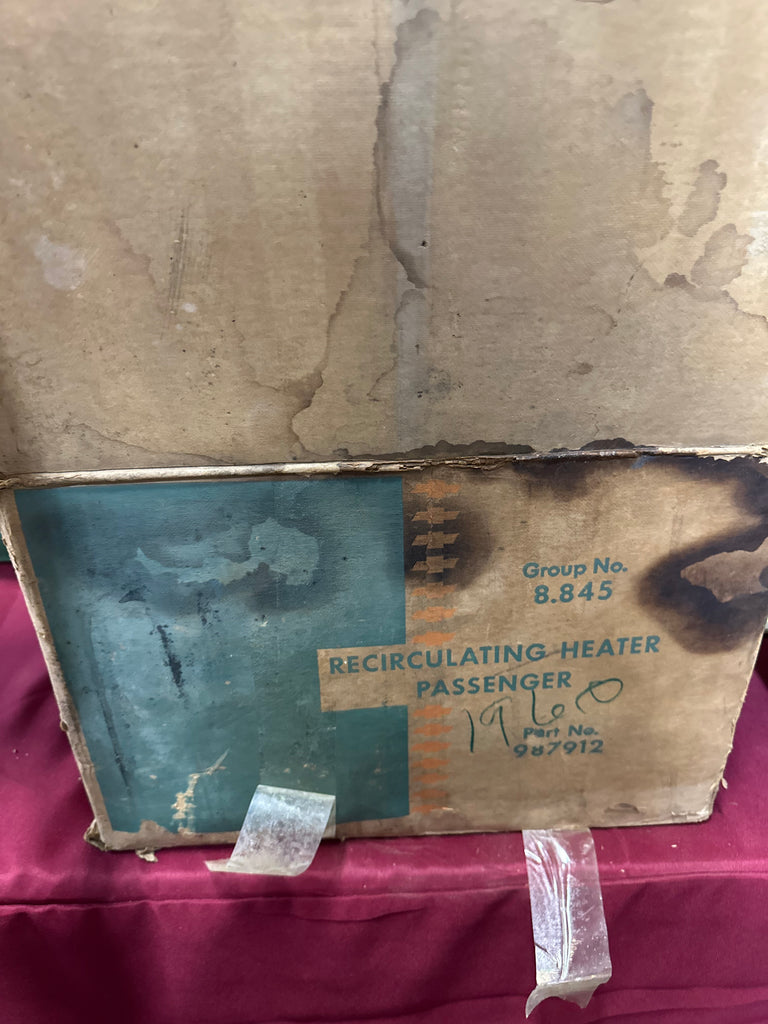 Group No.
8.845
RECIRCULATING HEATER
PASSENGER
1960
Part No.
987912